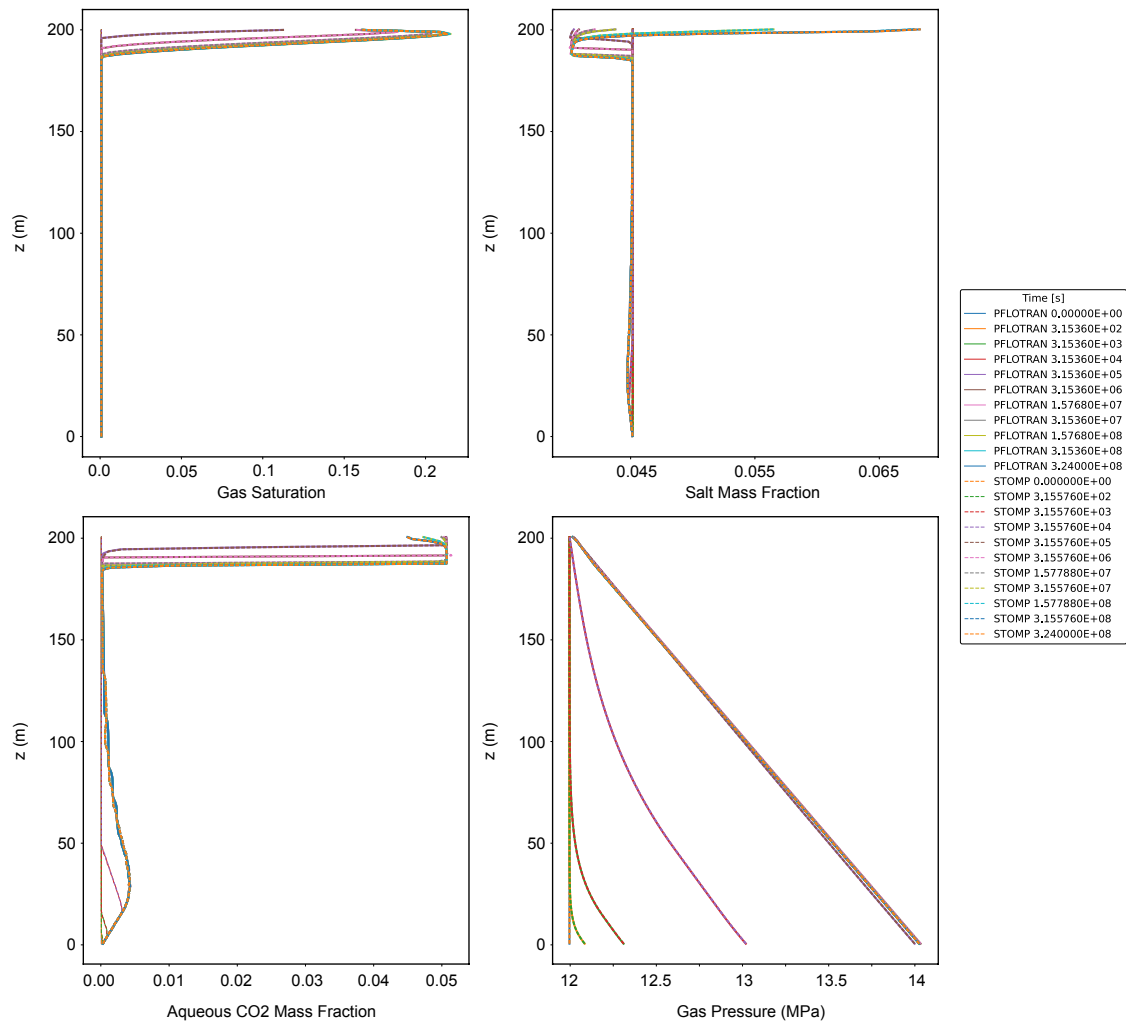 200
150
100
50
0
z (m)
0.0
0.05
0.1
0.15
0.2
Gas Saturation
200
150
100
50
0
z (m)
0.045
0.055
0.065
Salt Mass Fraction
200
150
100
50
0
z (m)
0.00
0.01
0.02
0.03
0.04
0.05
Aqueous CO2 Mass Fraction
200
150
100
50
0
z (m)
12
12.5
13
13.5
14
Gas Pressure (MPa)
Time [s]
PFLOTRAN 0.00000E+00
PFLOTRAN 3.15360E+02
PFLOTRAN 3.15360E+03
PFLOTRAN 3.15360E+04
PFLOTRAN 3.15360E+05
PFLOTRAN 3.15360E+06
PFLOTRAN 1.57680E+07
PFLOTRAN 3.15360E+07
PFLOTRAN 1.57680E+08
PFLOTRAN 3.15360E+08
PFLOTRAN 3.24000E+08
STOMP 0.000000E+00
STOMP 3.155760E+02
STOMP 3.155760E+03
STOMP 3.155760E+04
STOMP 3.155760E+05
STOMP 3.155760E+06
STOMP 1.577880E+07
STOMP 3.155760E+07
STOMP 1.577880E+08
STOMP 3.155760E+08
STOMP 3.240000E+08